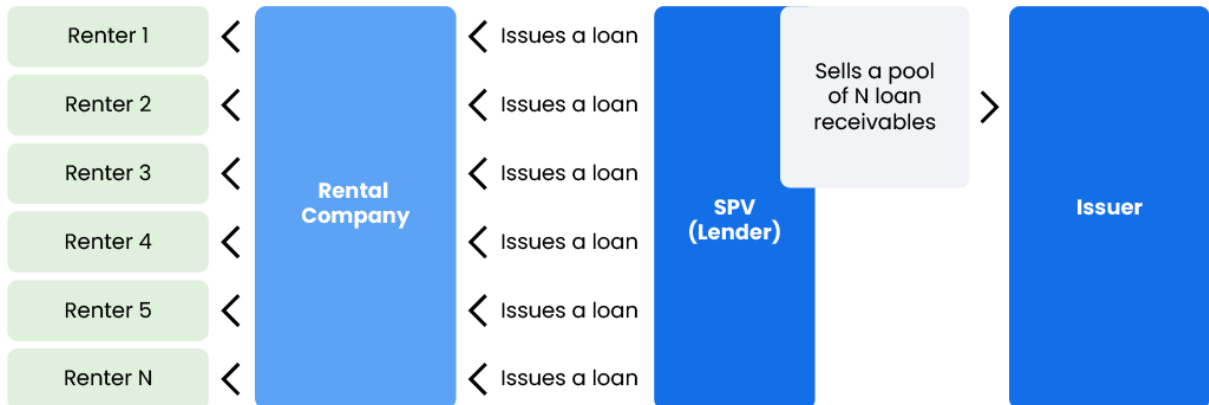 Renter 1
Issues a loan
Sells a pool
of N loan
receivables
Renter 2
Issues a loan
Renter 3
Issues a loan
Rental
Company
SPV
(Lender)
Issuer
Renter 4
Issues a loan
Renter 5
Issues a loan
Renter N
Issues a loan